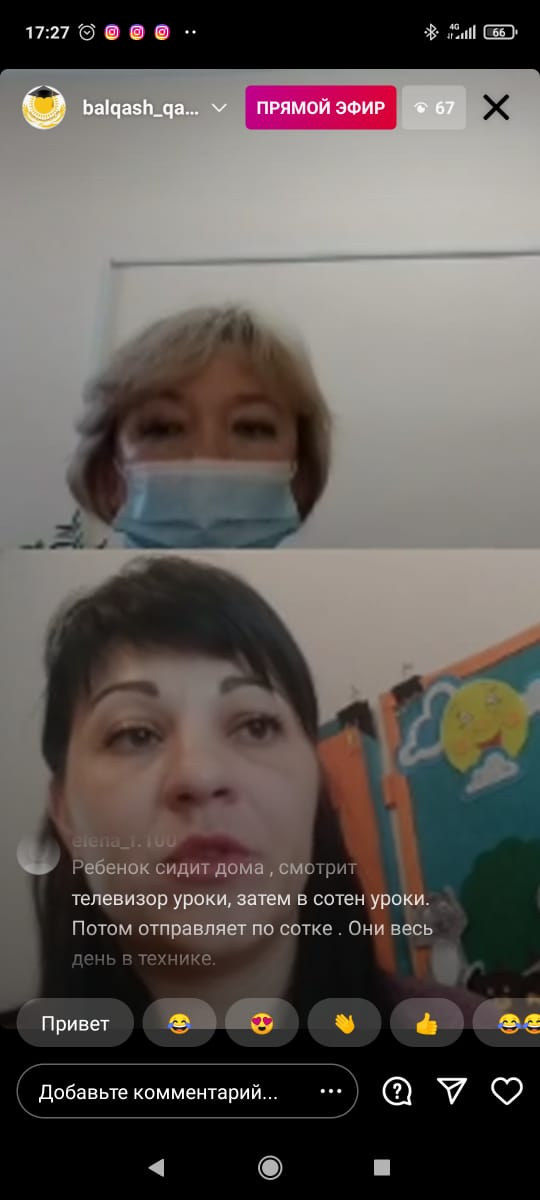 17:27
4G
66
balqash_qa...
ПРЯМОЙ ЭФИР
67
elena_f.100
Ребенок сидит дома , смотрит
телевизор уроки, затем в сотен уроки.
Потом отправляет по сотке . Они весь
день в технике.
Привет
Добавьте комментарий...